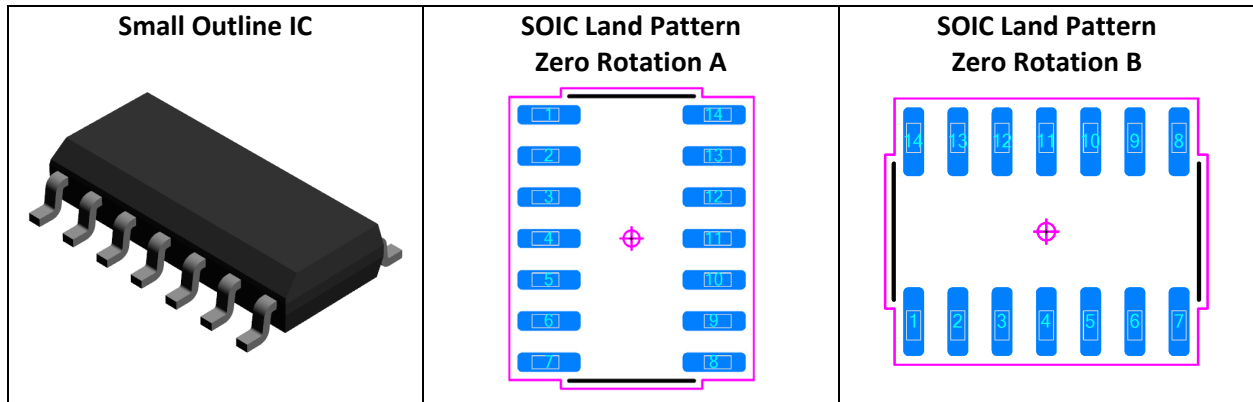 Small Outline IC
SOIC Land Pattern
Zero Rotation A
1 14
2 13
3 12
4 11
5 10
6 9
7 8
SOIC Land Pattern
Zero Rotation B
14 13 12 11 10 9 8
1 2 3 4 5 6 7